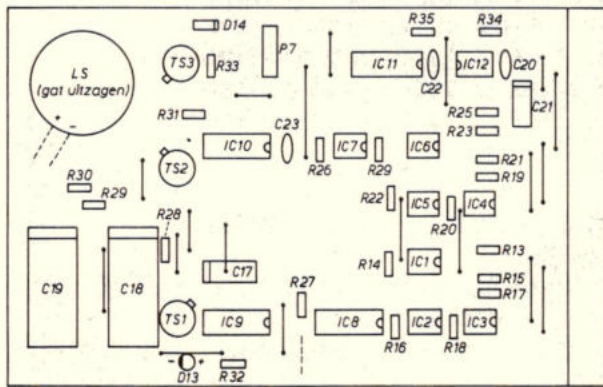 R35
R34
D14
P7
LS
(gat uitzagen)
+
-
TS3
R33
IC11
IC12
C20
C22
C21
R31
R25
R23
IC10
C23
IC7
IC6
R26
R29
TS2
R21
R19
R30
R29
R22
IC5
IC4
R20
R28
C17
R14
IC1
R13
R15
R17
C19
C18
R27
TS1
IC9
IC8
IC2
IC3
R16
R18
- +
D13
R32